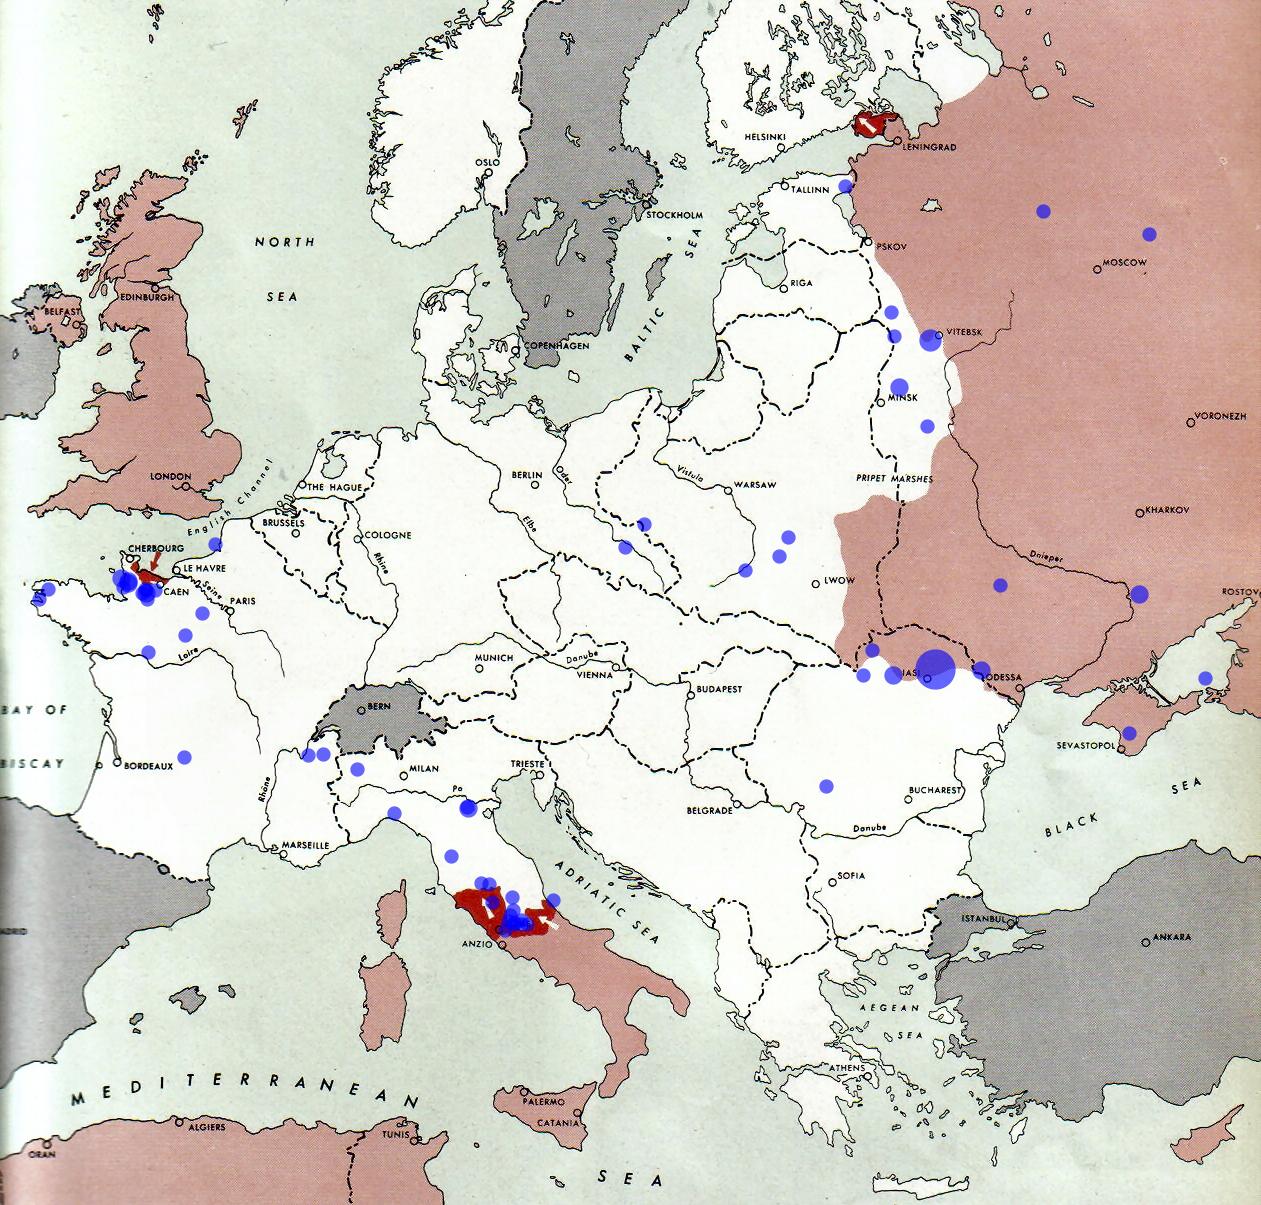 OSLO
HELSINKI
LENINGRAD
TALLINN
STOCKHOLM
NORTH
SEA
PSKOV
MOSCOW
BALTIC SEA
RIGA
EDINBURGH
BELFAST
COPENHAGEN
VITEBSK
MINSK
VORONEZH
LONDON
English Channel
THE HAGUE
BERLIN
Oder
Vistula
WARSAW
PRIPET MARSHES
KHARKOV
BRUSSELS
COLOGNE
Elbe
Rhine
Dnieper
CHERBOURG
LE HAVRE
CAEN
Seine
PARIS
LWOW
ROSTOV
Loire
MUNICH
Danube
VIENNA
BUDAPEST
IASI
ODESSA
BAY OF
BISCAY
BERN
SEVASTOPOL
BORDEAUX
Rhône
MILAN
TRIESTE
Po
BELGRADE
BUCHAREST
Danube
BLACK SEA
MARSEILLE
ADRIATIC SEA
SOFIA
ISTANBUL
ANKARA
ADRID
ANZIO
AEGEAN
SEA
ATHENS
MEDITERRANEAN
SEA
PALERMO
CATANIA
ALGIERS
TUNIS
ORAN